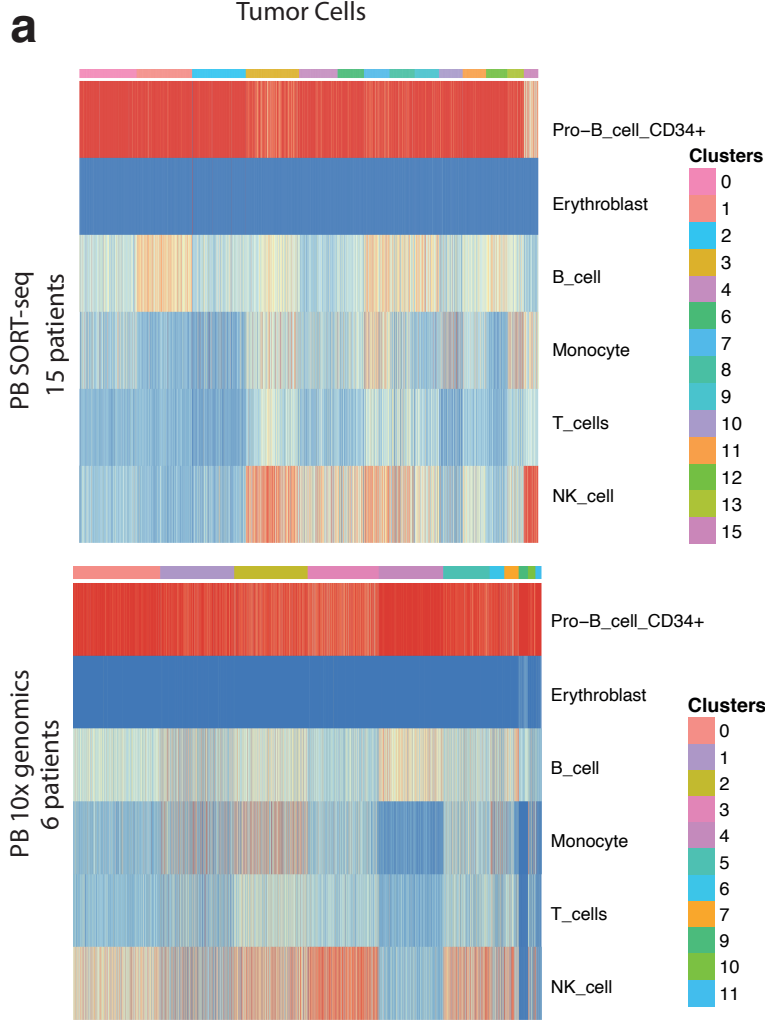 Tumor Cells
a
PB SORT-seq
15 patients
Pro-B_cell_CD34+
Erythroblast
B_cell
Monocyte
T_cells
NK_cell
Clusters
0
1
2
3
4
6
7
8
9
10
11
12
13
15
PB 10x genomics
6 patients
Pro-B_cell_CD34+
Erythroblast
B_cell
Monocyte
T_cells
NK_cell
Clusters
0
1
2
3
4
5
6
7
9
10
11